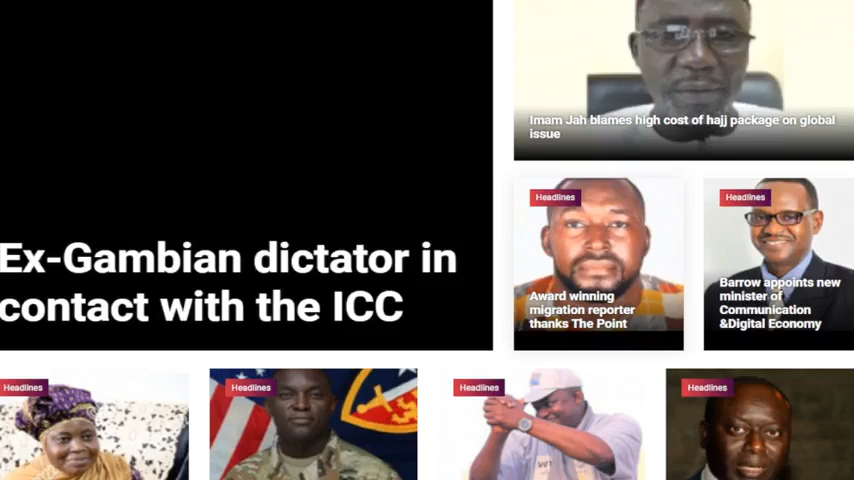 Imam Jah blames high cost of hajj package on global
issue
Ex-Gambian dictator in
contact with the ICC
Headlines
Award winning
migration reporter
thanks The Point
Headlines
Barrow appoints new
minister of
Communication
&Digital Economy
Headlines
Headlines
Headlines
Headlines